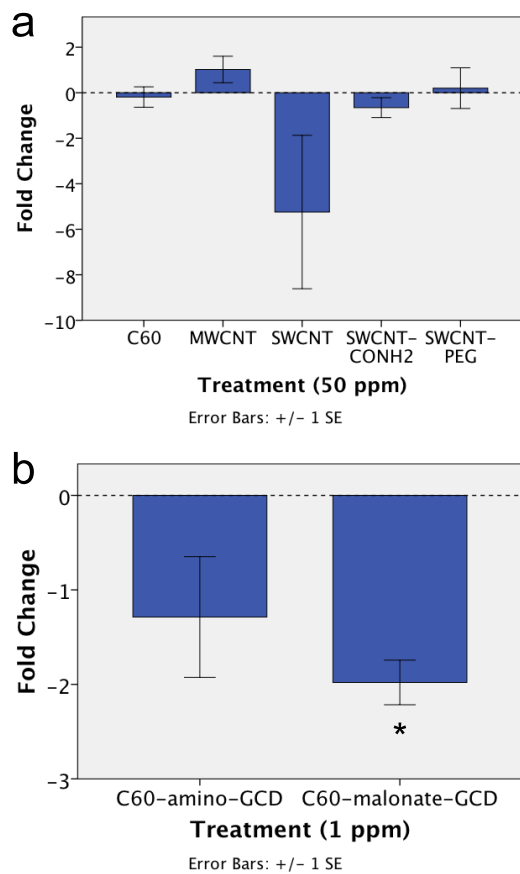 a
2
0
−2
−4
−6
−8
−10
Fold Change
C60 MWCNT SWCNT SWCNT− SWCNT−
CONH2 PEG
Treatment (50 ppm)
Error Bars: +/− 1 SE
b
0
−1
−2
−3
Fold Change
*
C60−amino−GCD C60−malonate−GCD
Treatment (1 ppm)
Error Bars: +/− 1 SE